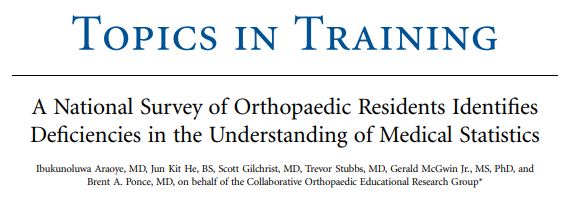 TOPICS IN TRAINING
A National Survey of Orthopaedic Residents Identifies
Deficiencies in the Understanding of Medical Statistics
Ibukunoluwa Araoye, MD, Jun Kit He, BS, Scott Gilchrist, MD, Trevor Stubbs, MD, Gerald McGwin Jr., MS, PhD, and
Brent A. Ponce, MD, on behalf of the Collaborative Orthopaedic Educational Research Group*